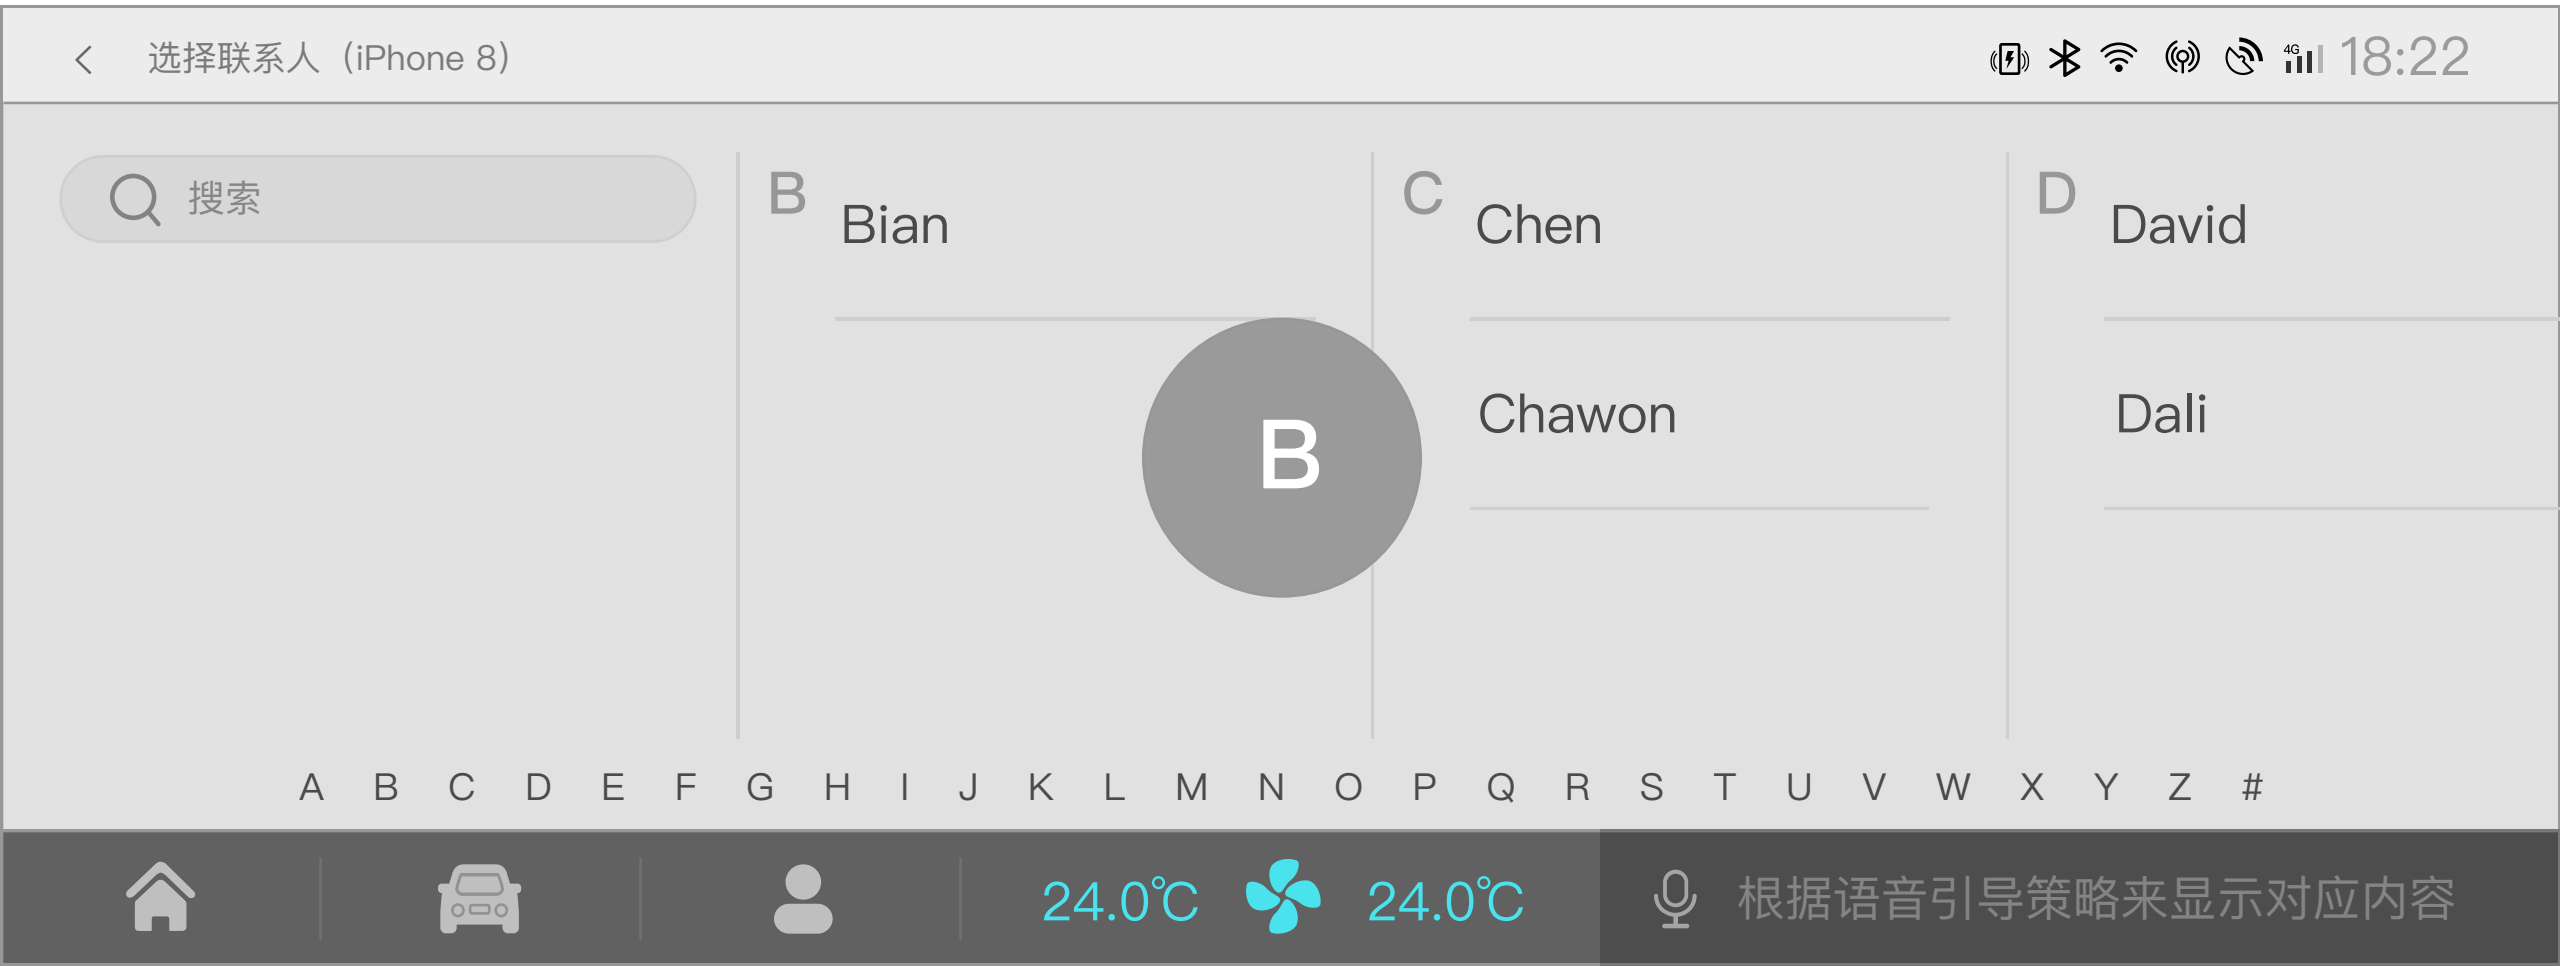 选择联系人（iPhone 8）
4G 18:22
搜索
B
Bian
C
Chen
Chawon
D
David
Dali
B
A B C D E F G H I J K L M N O P Q R S T U V W X Y Z #
24.0℃ 24.0℃
根据语音引导策略来显示对应内容